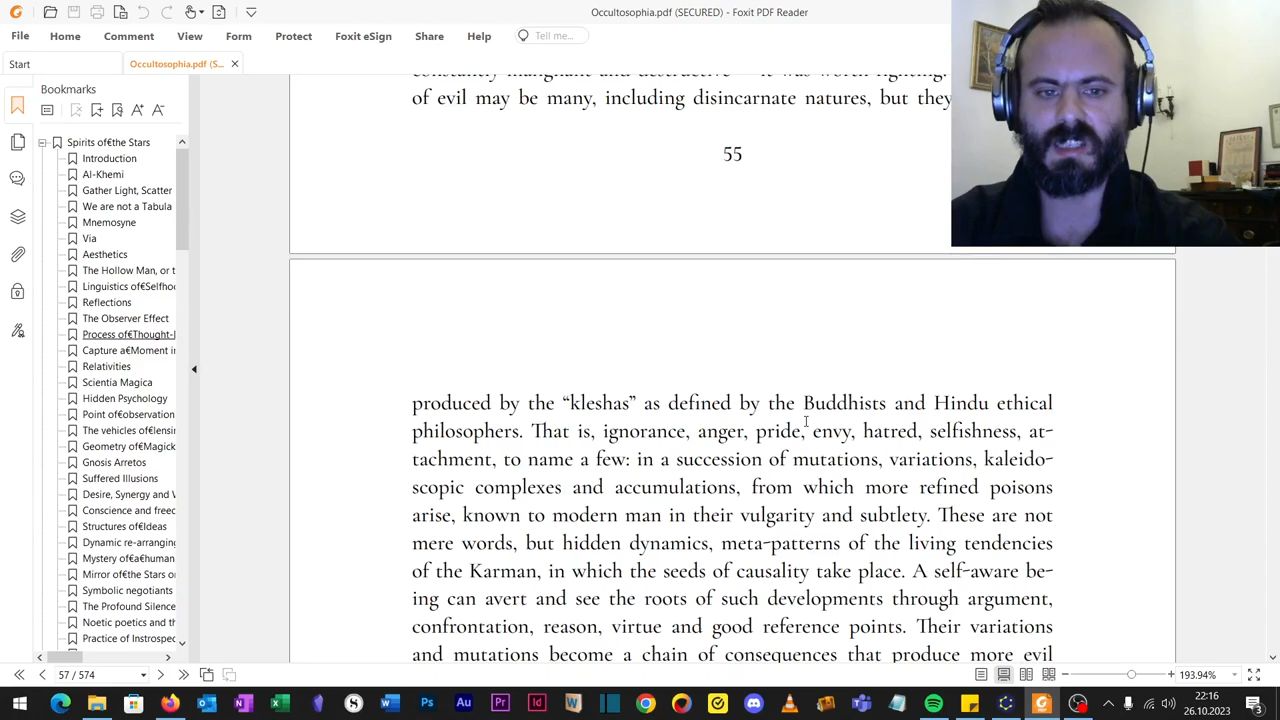 Occultosophia.pdf (SECURED) - Foxit PDF Reader
File Home Comment View Form Protect Foxit eSign Share Help Tell me...
Start Occultosophia.pdf (S...
Bookmarks
Spirits of€the Stars
Introduction
Al-Khemi
Gather Light, Scatter
We are not a Tabula
Mnemosyne
Via
Aesthetics
The Hollow Man, or t
Linguistics of€Selfhoo
Reflections
The Observer Effect
Process of€Thought-
Capture a€Moment in
Relativities
Scientia Magica
Hidden Psychology
Point of€observation
The vehicles of€lensin
Geometry of€Magick
Gnosis Arretos
Suffered Illusions
Desire, Synergy and
Conscience and freed
Structures of€Ideas
Dynamic re-arranging
Mystery of€a€human
Mirror of€the Stars or
Symbolic negotiants
The Profound Silence
Noetic poetics and th
Practice of Instrospec
constantly malignant and destructive – it was worth fighting.
of evil may be many, including disincarnate natures, but they
55
produced by the “kleshas” as defined by the Buddhists and Hindu ethical
philosophers. That is, ignorance, anger, pride, envy, hatred, selfishness, at-
tachment, to name a few: in a succession of mutations, variations, kaleido-
scopic complexes and accumulations, from which more refined poisons
arise, known to modern man in their vulgarity and subtlety. These are not
mere words, but hidden dynamics, meta-patterns of the living tendencies
of the Karman, in which the seeds of causality take place. A self-aware be-
ing can avert and see the roots of such developments through argument,
confrontation, reason, virtue and good reference points. Their variations
and mutations become a chain of consequences that produce more evil
57 / 574
193.94%
22:16
26.10.2023